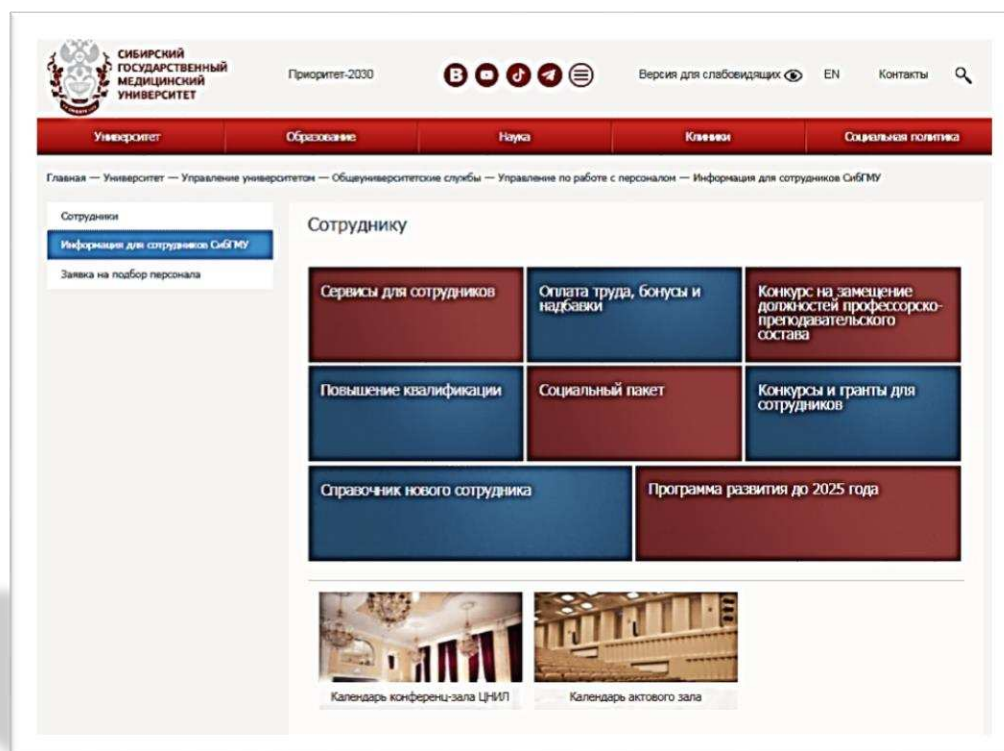 СИБИРСКИЙ
ГОСУДАРСТВЕННЫЙ
МЕДИЦИНСКИЙ
УНИВЕРСИТЕТ
Приоритет-2030
Версия для слабовидящих
EN
Контакты
Университет
Образование
Наука
Клиники
Социальная политика
Главная — Университет — Управление университетом — Общеуниверситетские службы — Управление по работе с персоналом — Информация для сотрудников СибГМУ
Сотрудники
Информация для сотрудников СибГМУ
Заявка на подбор персонала
Сотруднику
Сервисы для сотрудников
Оплата труда, бонусы и
надбавки
Конкурс на замещение
должностей профессорско-
преподавательского
состава
Повышение квалификации
Социальный пакет
Конкурсы и гранты для
сотрудников
Справочник нового сотрудника
Программа развития до 2025 года
Календарь конференц-зала ЦНИЛ
Календарь актового зала